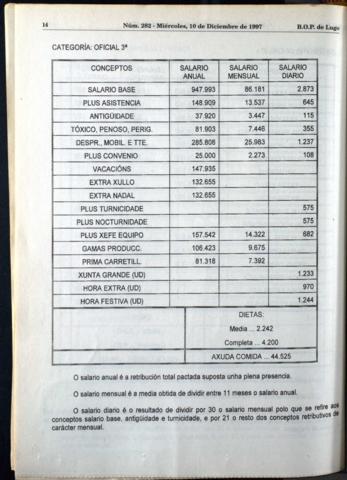 14 Núm. 282 - Miércoles, 10 de Diciembre de 1997 B.O.P. de Lugo
CATEGORÍA: OFICIAL 3ª
CONCEPTOS SALARIO ANUAL SALARIO MENSUAL SALARIO DIARIO
SALARIO BASE 947.993 86.181 2.873
PLUS ASISTENCIA 148.909 13.537 645
ANTIGÜIDADE 37.920 3.447 115
TÓXICO, PENOSO, PERIG. 81.903 7.446 355
DESPR., MOBIL. E TTE. 285.808 25.983 1.237
PLUS CONVENIO 25.000 2.273 108
VACACIÓNS 147.935
EXTRA XULLO 132.655
EXTRA NADAL 132.655
PLUS TURNICIDADE 575
PLUS NOCTURNIDADE 575
PLUS XEFE EQUIPO 157.542 14.322 682
GAMAS PRODUCC. 106.423 9.675
PRIMA CARRETILL. 81.318 7.392
XUNTA GRANDE (UD) 1.233
HORA EXTRA (UD) 970
HORA FESTIVA (UD) 1.244
DIETAS:
Media ... 2.242
Completa ... 4.200
AXUDA COMIDA ... 44.525
O salario anual é a retribución total pactada suposta unha plena presencia.
O salario mensual é a media obtida de dividir entre 11 meses o salario anual.
O salario diario é o resultado de dividir por 30 o salario mensual polo que se refire aos
conceptos salario base, antigüidade e turnicidade, e por 21 o resto dos conceptos retributivos de
carácter mensual.